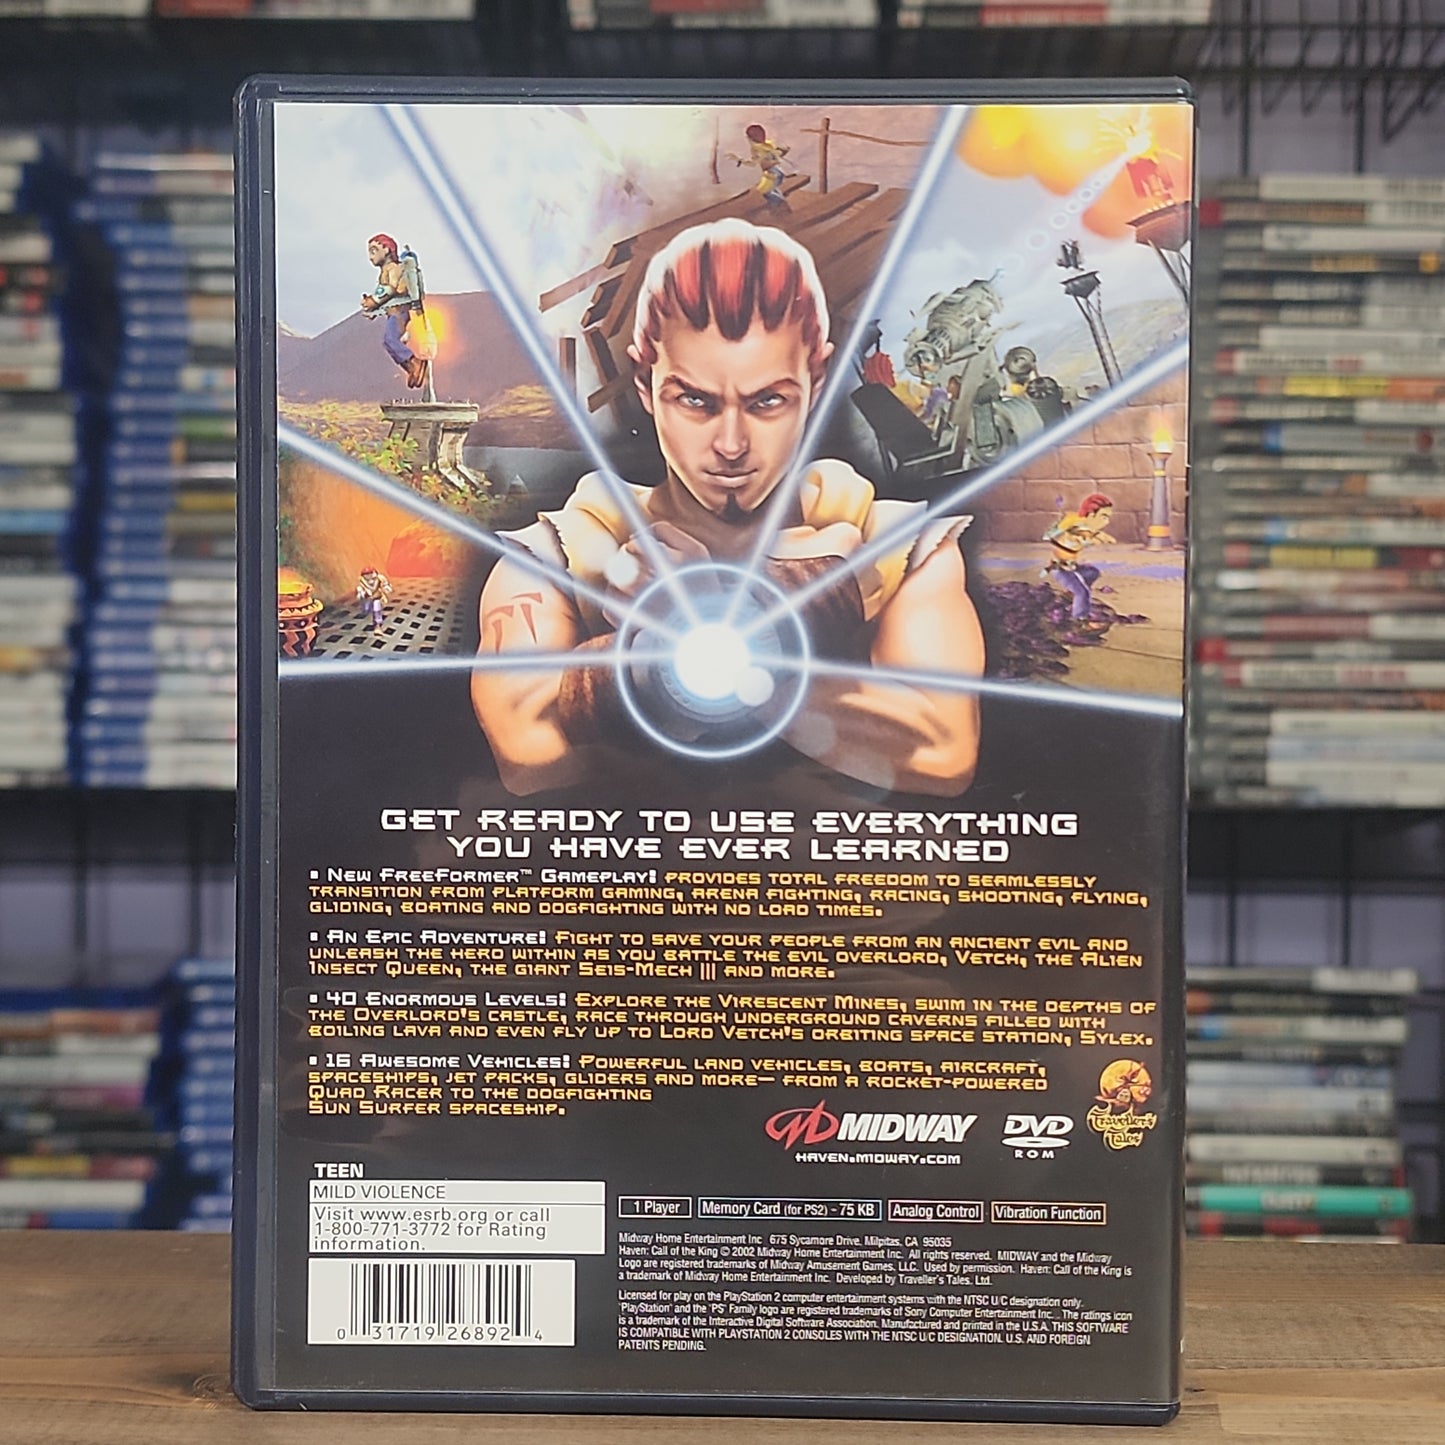 GET READY TO USE EVERYTHING
YOU HAVE EVER LEARNED
▪ New FreeFormer™ Gameplay! provides total freedom to seamlessly
transition from platform gaming, arena fighting, racing, shooting, flying,
gliding, boating and dogfighting with no load times.
▪ An Epic Adventure! Fight to save your people from an ancient evil and
unleash the hero within as you battle the evil overlord, Vetch, the Alien
Insect Queen, the giant Seis-Mech III and more.
▪ 40 Enormous Levels! Explore the Virescent Mines, swim in the depths of
the Overlord's castle, race through underground caverns filled with
boiling lava and even fly up to Lord Vetch's orbiting space station, Sylex.
▪ 16 Awesome Vehicles! Powerful land vehicles, boats, aircraft,
spaceships, jet packs, gliders and more— from a rocket-powered
Quad Racer to the dogfighting
Sun Surfer spaceship.
MIDWAY
HAVEN.MIDWAY.COM
DVD
ROM
Traveller's
Tales
TEEN
MILD VIOLENCE
Visit www.esrb.org or call
1-800-771-3772 for Rating
information.
0 31719 26892 4
1 Player
Memory Card (for PS2) - 75 KB
Analog Control
Vibration Function
Midway Home Entertainment Inc 675 Sycamore Drive, Milpitas, CA 95035
Haven: Call of the King © 2002 Midway Home Entertainment Inc. All rights reserved. MIDWAY and the Midway
Logo are registered trademarks of Midway Amusement Games, LLC. Used by permission. Haven: Call of the King is
a trademark of Midway Home Entertainment Inc. Developed by Traveller's Tales, Ltd.
Licensed for play on the PlayStation 2 computer entertainment systems with the NTSC U/C designation only.
"PlayStation" and the "PS" Family logo are registered trademarks of Sony Computer Entertainment Inc. The ratings icon
is a trademark of the Interactive Digital Software Association. Manufactured and printed in the U.S.A. THIS SOFTWARE
IS COMPATIBLE WITH PLAYSTATION 2 CONSOLES WITH THE NTSC U/C DESIGNATION. U.S. AND FOREIGN
PATENTS PENDING.